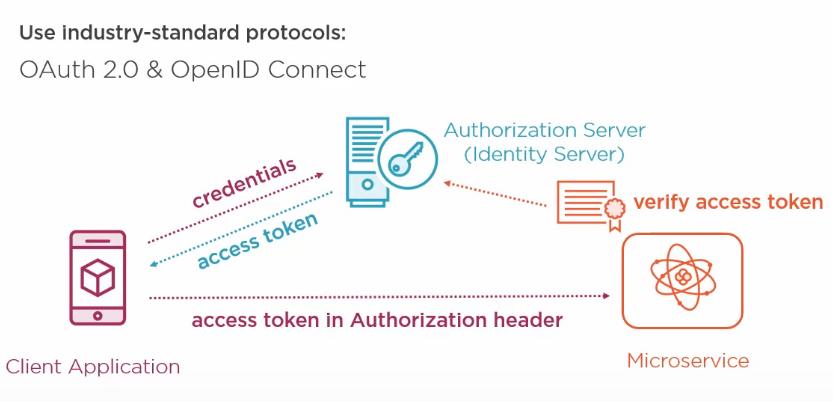 Use industry-standard protocols:
OAuth 2.0 & OpenID Connect
Authorization Server
(Identity Server)
credentials
access token
verify access token
access token in Authorization header
Client Application
Microservice